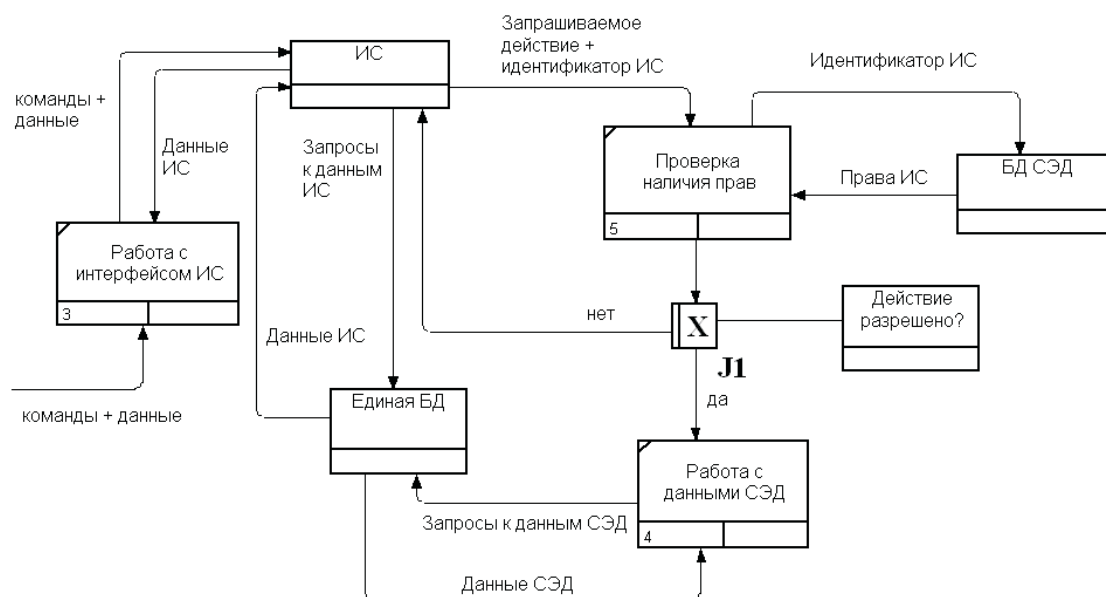 Запрашиваемое
действие +
идентификатор ИС
ИС
Идентификатор ИС
команды +
данные
Данные
ИС
Запросы
к данным
ИС
Проверка
наличия прав
5
Права ИС
БД СЭД
Работа с
интерфейсом ИС
3
нет
X
J1
Действие
разрешено?
Данные ИС
да
команды + данные
Единая БД
Работа с
данными СЭД
4
Запросы к данным СЭД
Данные СЭД